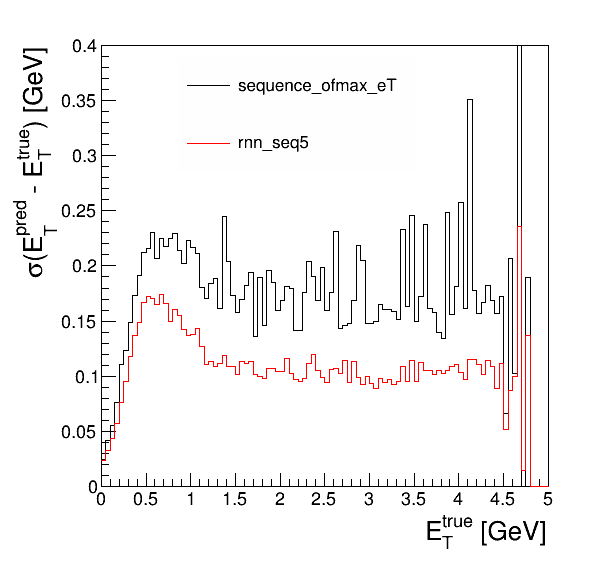 σ(E_T^pred - E_T^true) [GeV]
0.4
0.35
0.3
0.25
0.2
0.15
0.1
0.05
0
sequence_ofmax_eT
rnn_seq5
0 0.5 1 1.5 2 2.5 3 3.5 4 4.5 5
E_T^true [GeV]